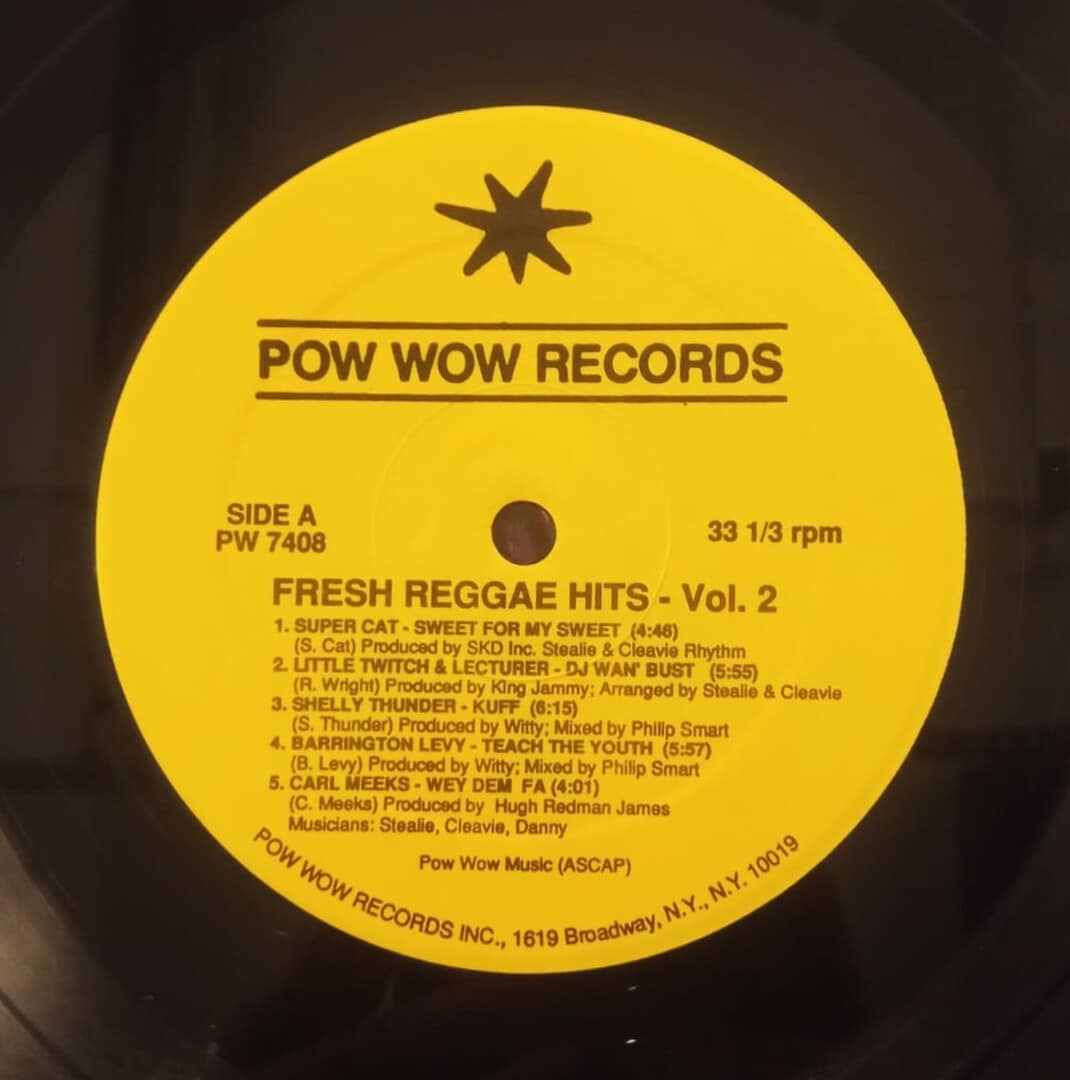 POW WOW RECORDS
SIDE A
PW 7408
33 1/3 rpm
FRESH REGGAE HITS - Vol. 2
1. SUPER CAT - SWEET FOR MY SWEET (4:46)
(S. Cat) Produced by SKD Inc. Stealie & Cleavie Rhythm
2. LITTLE TWITCH & LECTURER - DJ WAN' BUST (5:55)
(R. Wright) Produced by King Jammy; Arranged by Stealie & Cleavie
3. SHELLY THUNDER - KUFF (6:15)
(S. Thunder) Produced by Witty; Mixed by Philip Smart
4. BARRINGTON LEVY - TEACH THE YOUTH (5:57)
(B. Levy) Produced by Witty; Mixed by Philip Smart
5. CARL MEEKS - WEY DEM FA (4:01)
(C. Meeks) Produced by Hugh Redman James
Musicians: Stealie, Cleavie, Danny
Pow Wow Music (ASCAP)
POW WOW RECORDS INC., 1619 Broadway, N.Y., N.Y. 10019